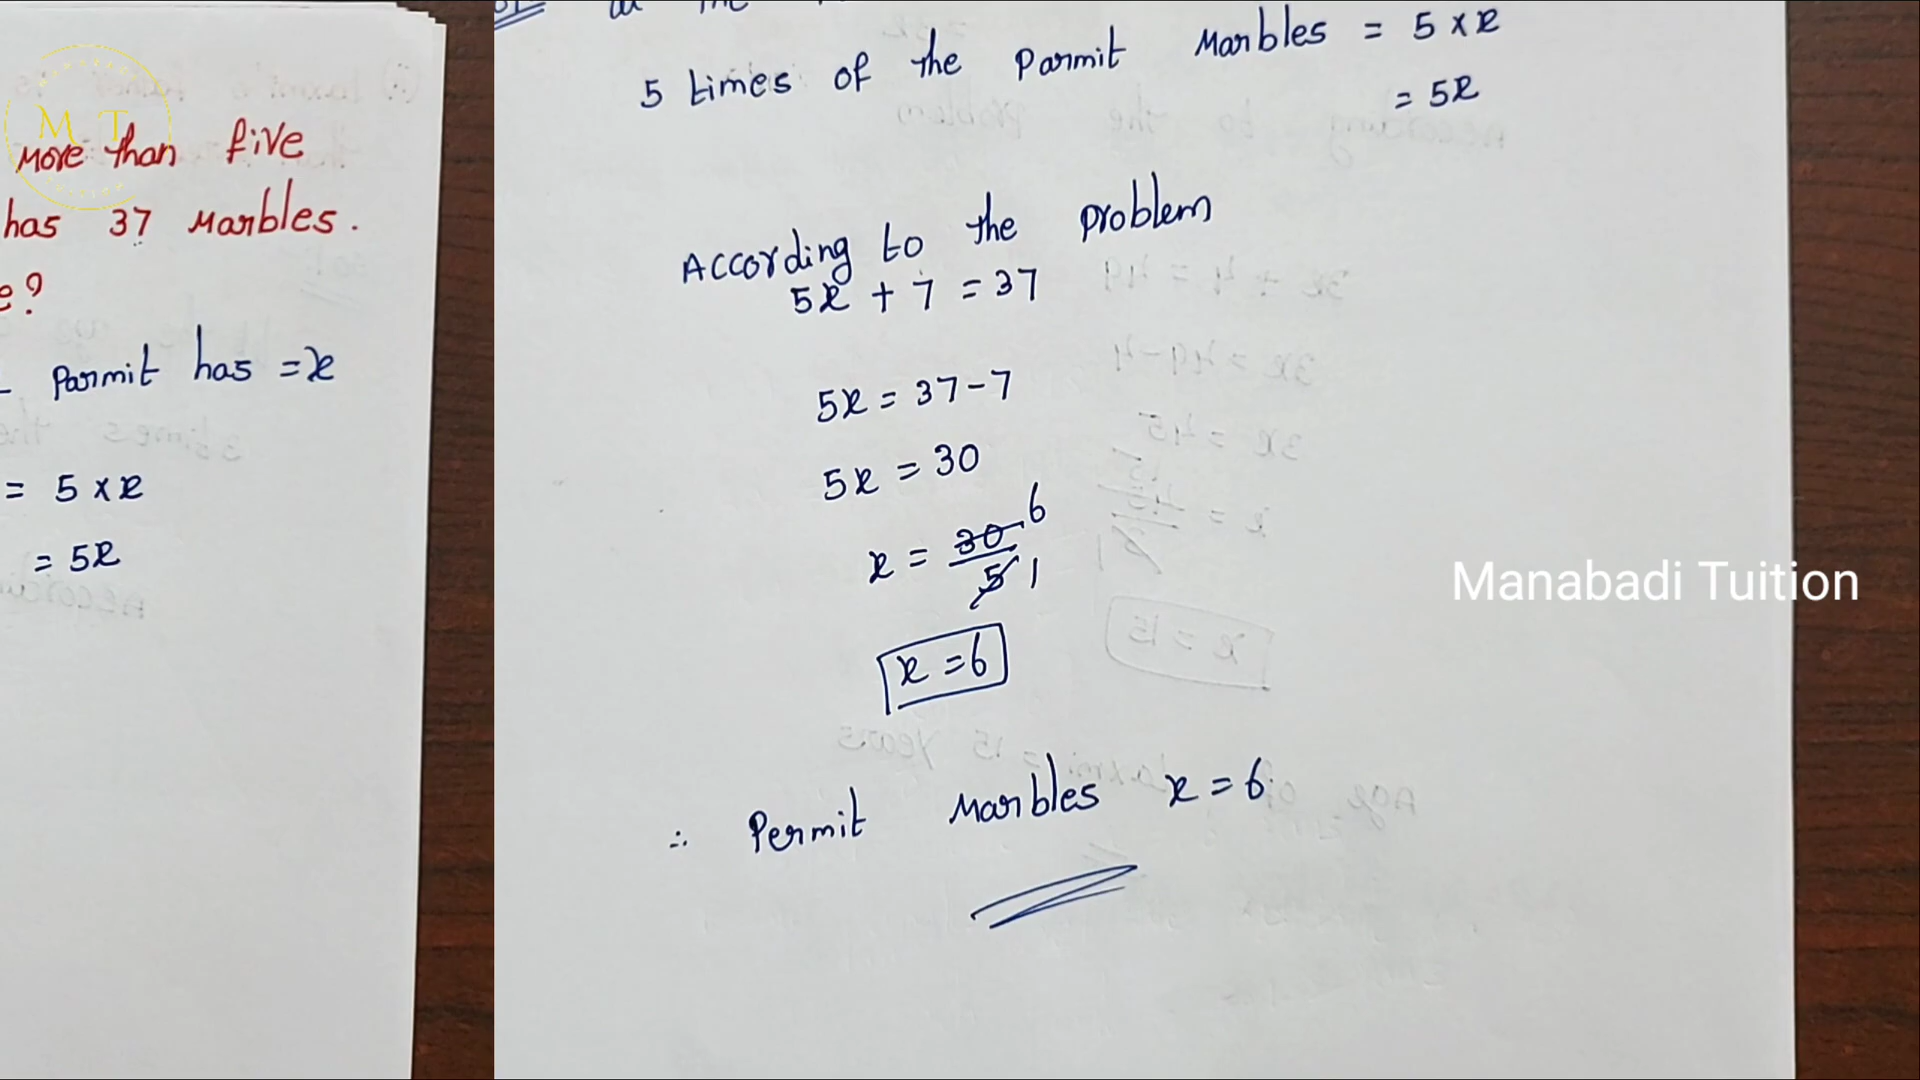 M T
More than five
has 37 Marbles.
e?
Parmit has = x
= 5 × x
= 5x
5 times of the Parmit Marbles = 5 × x
= 5x
According to the problem
5x + 7 = 37
5x = 37 - 7
5x = 30
x = 30/5 6 1
x = 6
∴ Permit Marbles x = 6
Manabadi Tuition